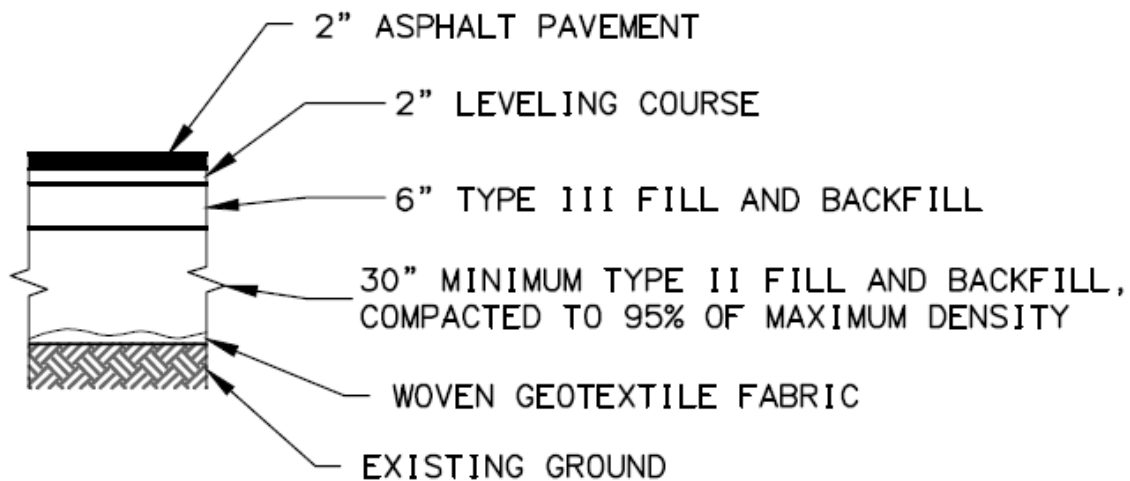 2” ASPHALT PAVEMENT
2” LEVELING COURSE
6” TYPE III FILL AND BACKFILL
30” MINIMUM TYPE II FILL AND BACKFILL,
COMPACTED TO 95% OF MAXIMUM DENSITY
WOVEN GEOTEXTILE FABRIC
EXISTING GROUND